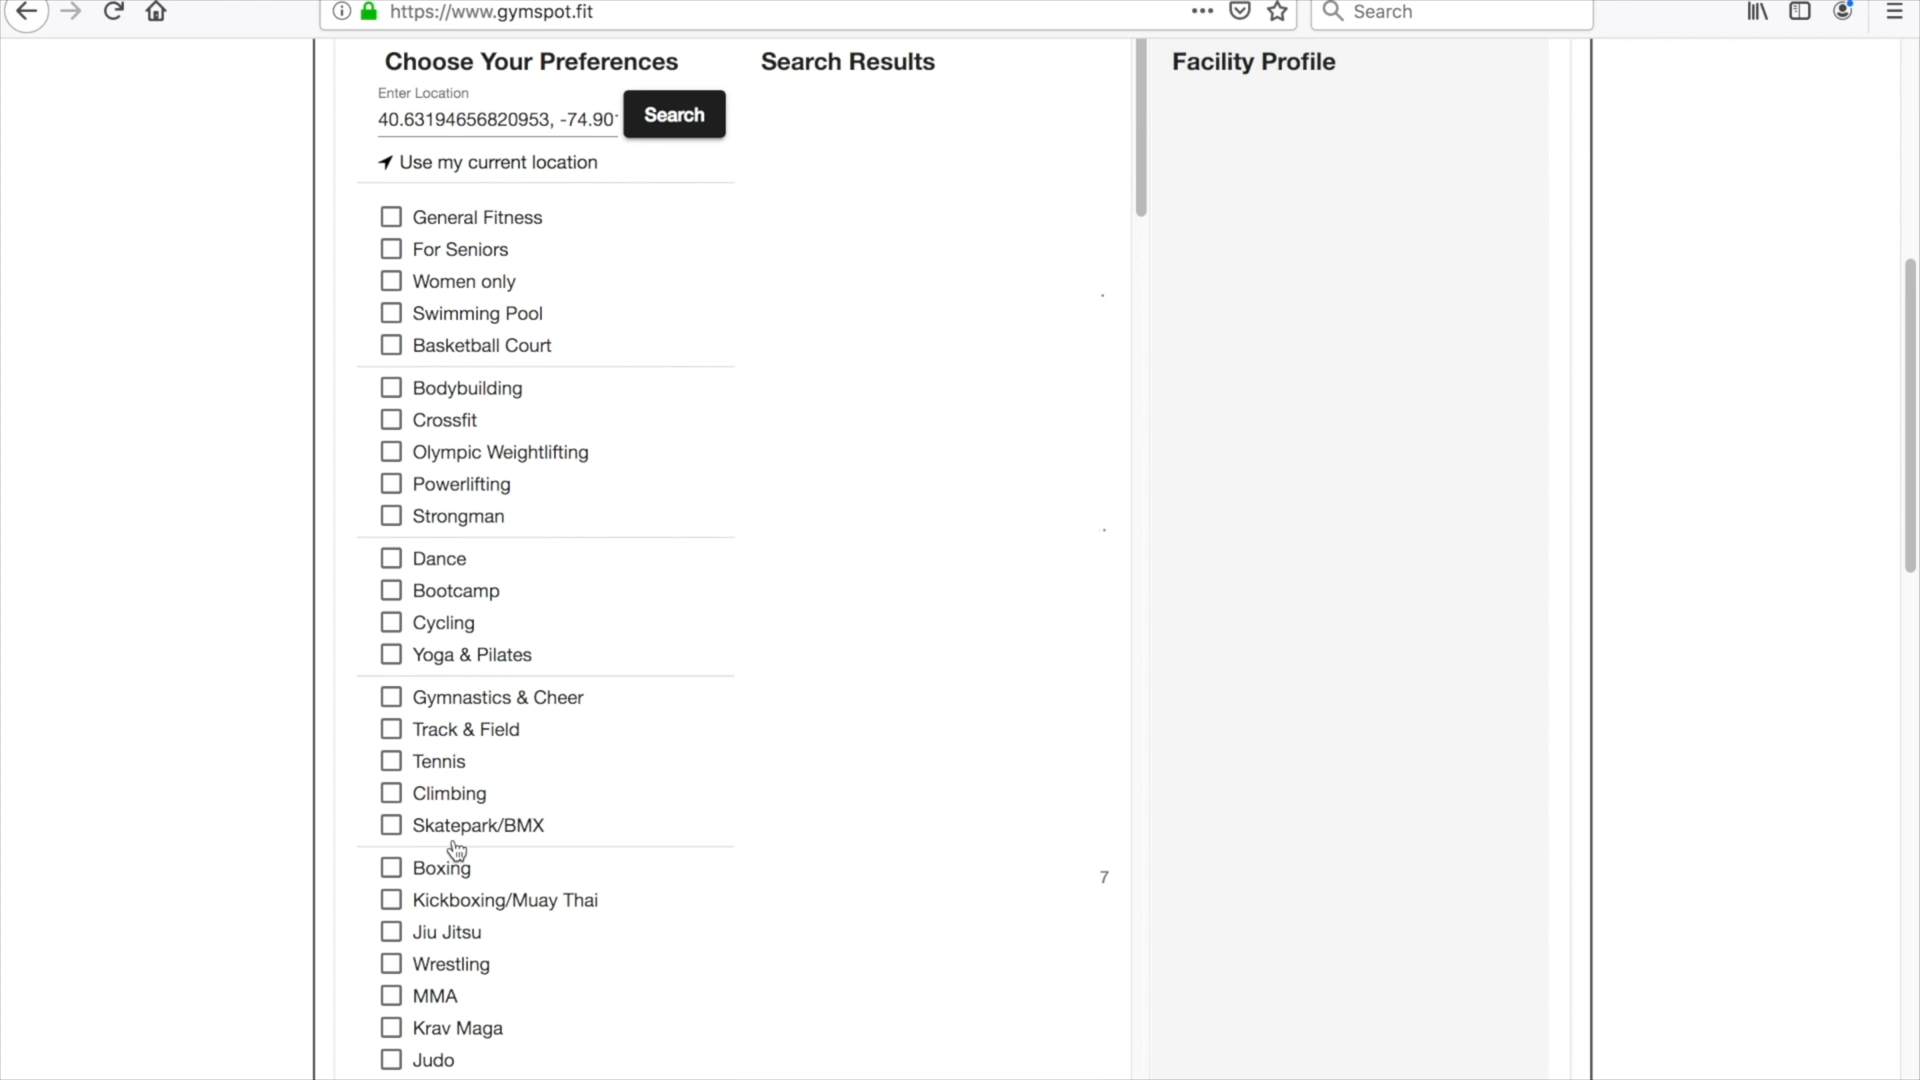 https://www.gymspot.fit
Search
Choose Your Preferences
Enter Location
40.63194656820953, -74.90
Search
Use my current location
General Fitness
For Seniors
Women only
Swimming Pool
Basketball Court
Bodybuilding
Crossfit
Olympic Weightlifting
Powerlifting
Strongman
Dance
Bootcamp
Cycling
Yoga & Pilates
Gymnastics & Cheer
Track & Field
Tennis
Climbing
Skatepark/BMX
Boxing
Kickboxing/Muay Thai
Jiu Jitsu
Wrestling
MMA
Krav Maga
Judo
Search Results
7
Facility Profile